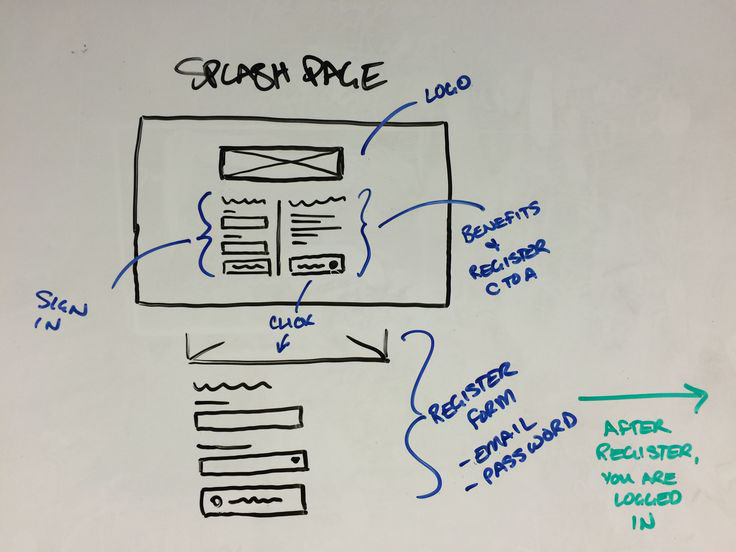 SPLASH PAGE
LOGO
BENEFITS
&
REGISTER
CTOA
SIGN
IN
CLICK
REGISTER
FORM
- EMAIL
- PASSWORD
AFTER
REGISTER,
YOU ARE
LOGGED
IN